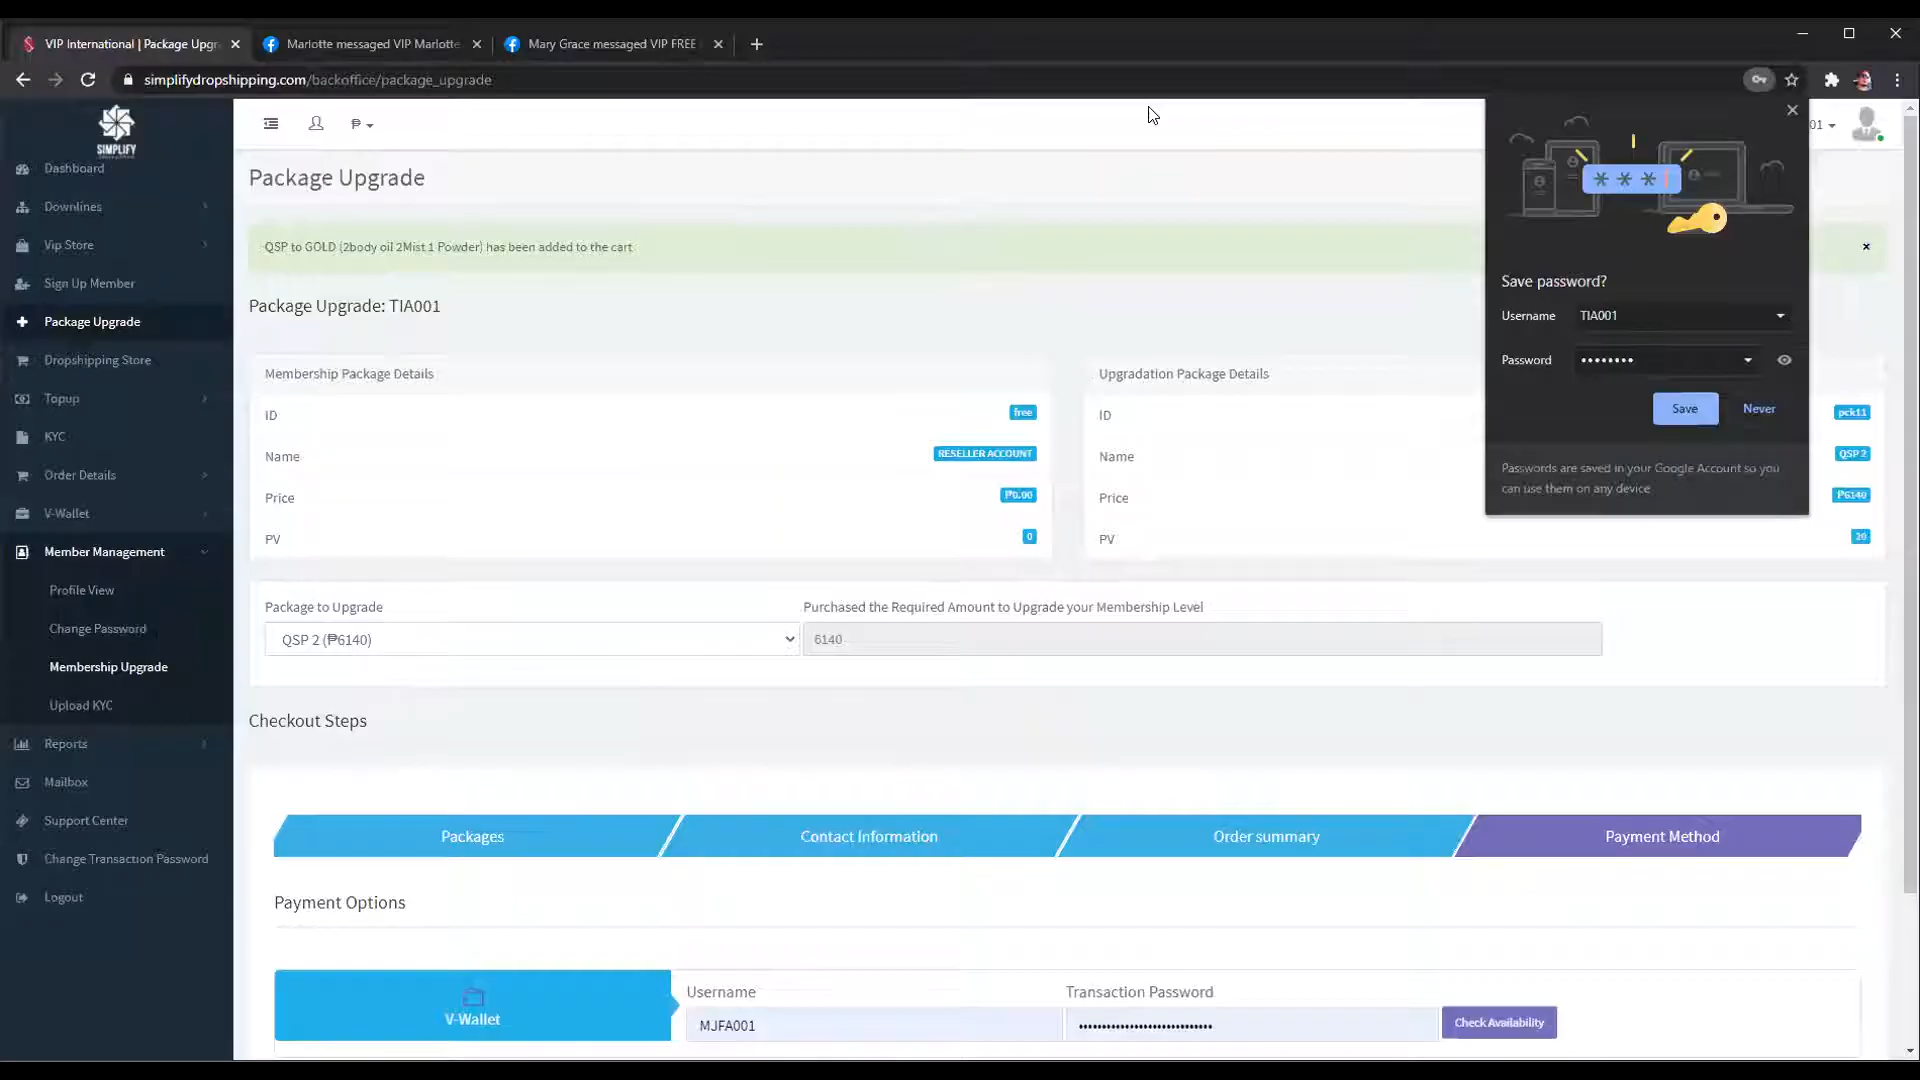 VIP International | Package Upgr
Marlotte messaged VIP Marlotte
Mary Grace messaged VIP FREE
simplifydropshipping.com/backoffice/package_upgrade
SIMPLIFY
Dashboard
Downlines
Vip Store
Sign Up Member
Package Upgrade
Dropshipping Store
Topup
KYC
Order Details
V-Wallet
Member Management
Profile View
Change Password
Membership Upgrade
Upload KYC
Reports
Mailbox
Support Center
Change Transaction Password
Logout
₱
01
Package Upgrade
QSP to GOLD (2body oil 2Mist 1 Powder) has been added to the cart
×
Package Upgrade: TIA001
Membership Package Details
ID free
Name RESELLER ACCOUNT
Price ₱0.00
PV 0
Upgradation Package Details
ID pck11
Name QSP 2
Price ₱6140
PV 20
* * *
Save password?
Username TIA001
Password ••••••••
Save Never
Passwords are saved in your Google Account so you
can use them on any device
Package to Upgrade
QSP 2 (₱6140)
Purchased the Required Amount to Upgrade your Membership Level
6140
Checkout Steps
Packages Contact Information Order summary Payment Method
Payment Options
V-Wallet
Username
MJFA001
Transaction Password
••••••••••••••••••••••••••••
Check Availability